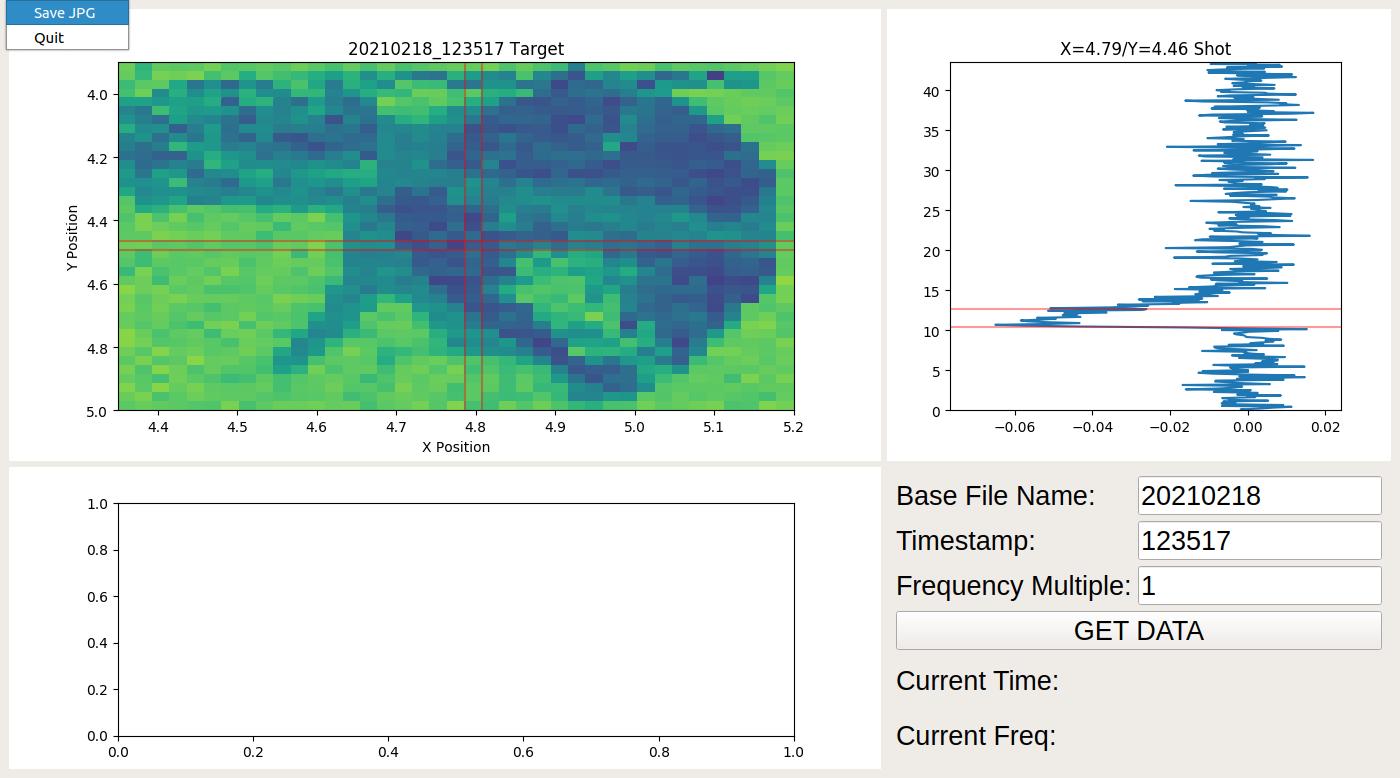 Save JPG
Quit
20210218_123517 Target
4.0
4.2
4.4
4.6
4.8
5.0
Y Position
4.4 4.5 4.6 4.7 4.8 4.9 5.0 5.1 5.2
X Position
X=4.79/Y=4.46 Shot
40
35
30
25
20
15
10
5
0
−0.06 −0.04 −0.02 0.00 0.02
1.0
0.8
0.6
0.4
0.2
0.0
0.0 0.2 0.4 0.6 0.8 1.0
Base File Name: 20210218
Timestamp: 123517
Frequency Multiple: 1
GET DATA
Current Time:
Current Freq: